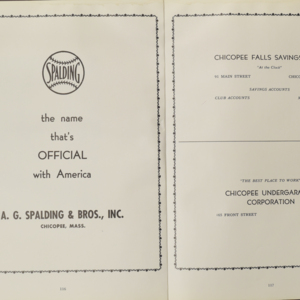 SPALDING
the name
that's
OFFICIAL
with America
A. G. SPALDING & BROS., INC.
CHICOPEE, MASS.
CHICOPEE FALLS SAVINGS
"At the Clock"
MAIN STREET
SAVINGS ACCOUNTS
CLUB ACCOUNTS
"THE BEST PLACE TO WORK"
CHICOPEE UNDERGAR
CORPORATION
FRONT STREET